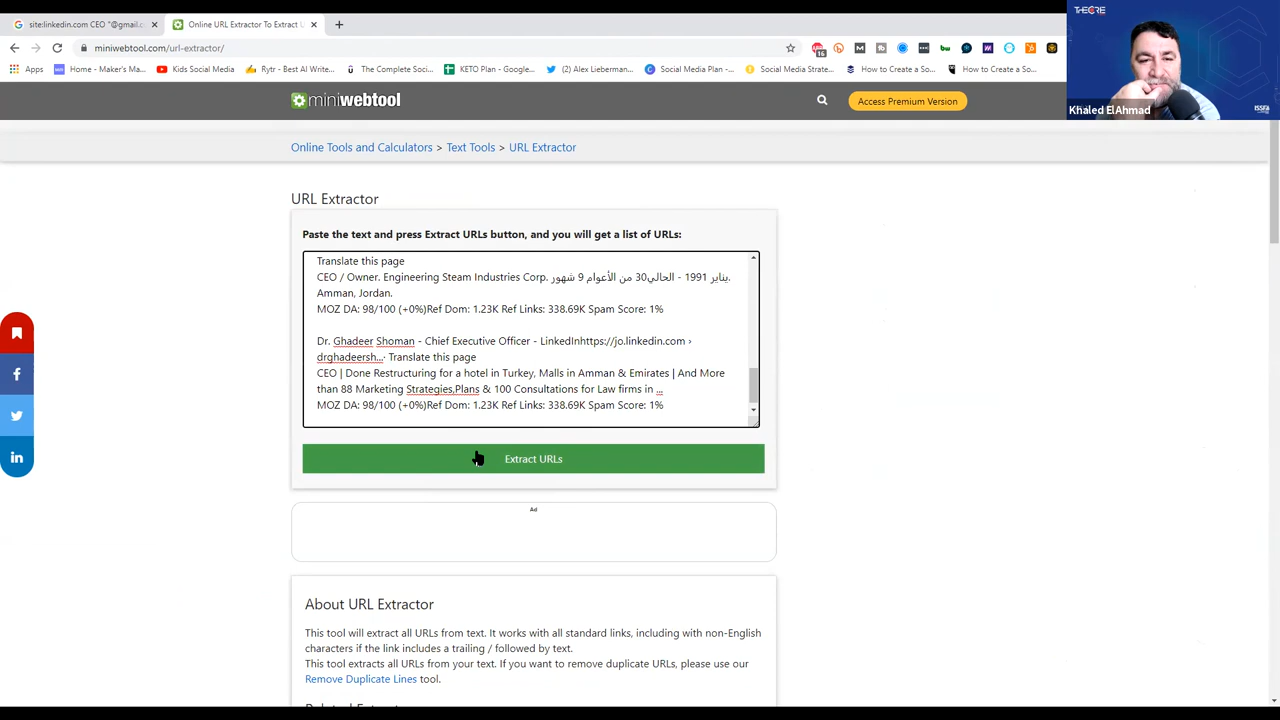 site:linkedin.com CEO "@gmail.c
Online URL Extractor To Extract U
miniwebtool.com/url-extractor/
16
Apps
Home - Maker's Ma...
Kids Social Media
Rytr - Best AI Write...
The Complete Soci...
KETO Plan - Google...
(2) Alex Lieberman...
Social Media Plan -...
Social Media Strate...
How to Create a So...
How to Create a So...
THECORE
Khaled ElAhmad
miniwebtool
Access Premium Version
Online Tools and Calculators > Text Tools > URL Extractor
URL Extractor
Paste the text and press Extract URLs button, and you will get a list of URLs:
Translate this page
CEO / Owner. Engineering Steam Industries Corp. يناير 1991 - الحالي30 من الأعوام 9 شهور.
Amman, Jordan.
MOZ DA: 98/100 (+0%)Ref Dom: 1.23K Ref Links: 338.69K Spam Score: 1%
Dr. Ghadeer Shoman - Chief Executive Officer - LinkedInhttps://jo.linkedin.com ›
drghadeersh...· Translate this page
CEO | Done Restructuring for a hotel in Turkey, Malls in Amman & Emirates | And More
than 88 Marketing Strategies,Plans & 100 Consultations for Law firms in ...
MOZ DA: 98/100 (+0%)Ref Dom: 1.23K Ref Links: 338.69K Spam Score: 1%
Extract URLs
Ad
About URL Extractor
This tool will extract all URLs from text. It works with all standard links, including with non-English
characters if the link includes a trailing / followed by text.
This tool extracts all URLs from your text. If you want to remove duplicate URLs, please use our
Remove Duplicate Lines tool.